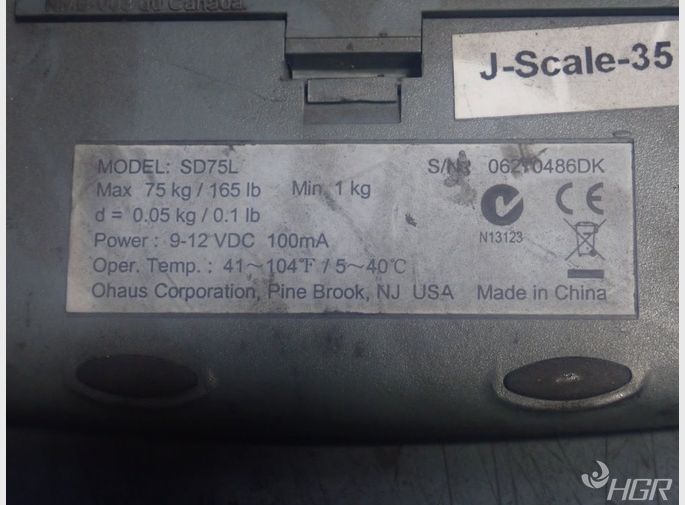 du Canada
J-Scale-35
MODEL: SD75L S/N:
Max 75 kg / 165 lb Min 1 kg
d = 0.05 kg / 0.1 lb
Power : 9-12 VDC 100mA
N13123
Oper. Temp. : 41~104℉ / 5~40℃
Ohaus Corporation, Pine Brook, NJ USA Made in China
CE
HGR